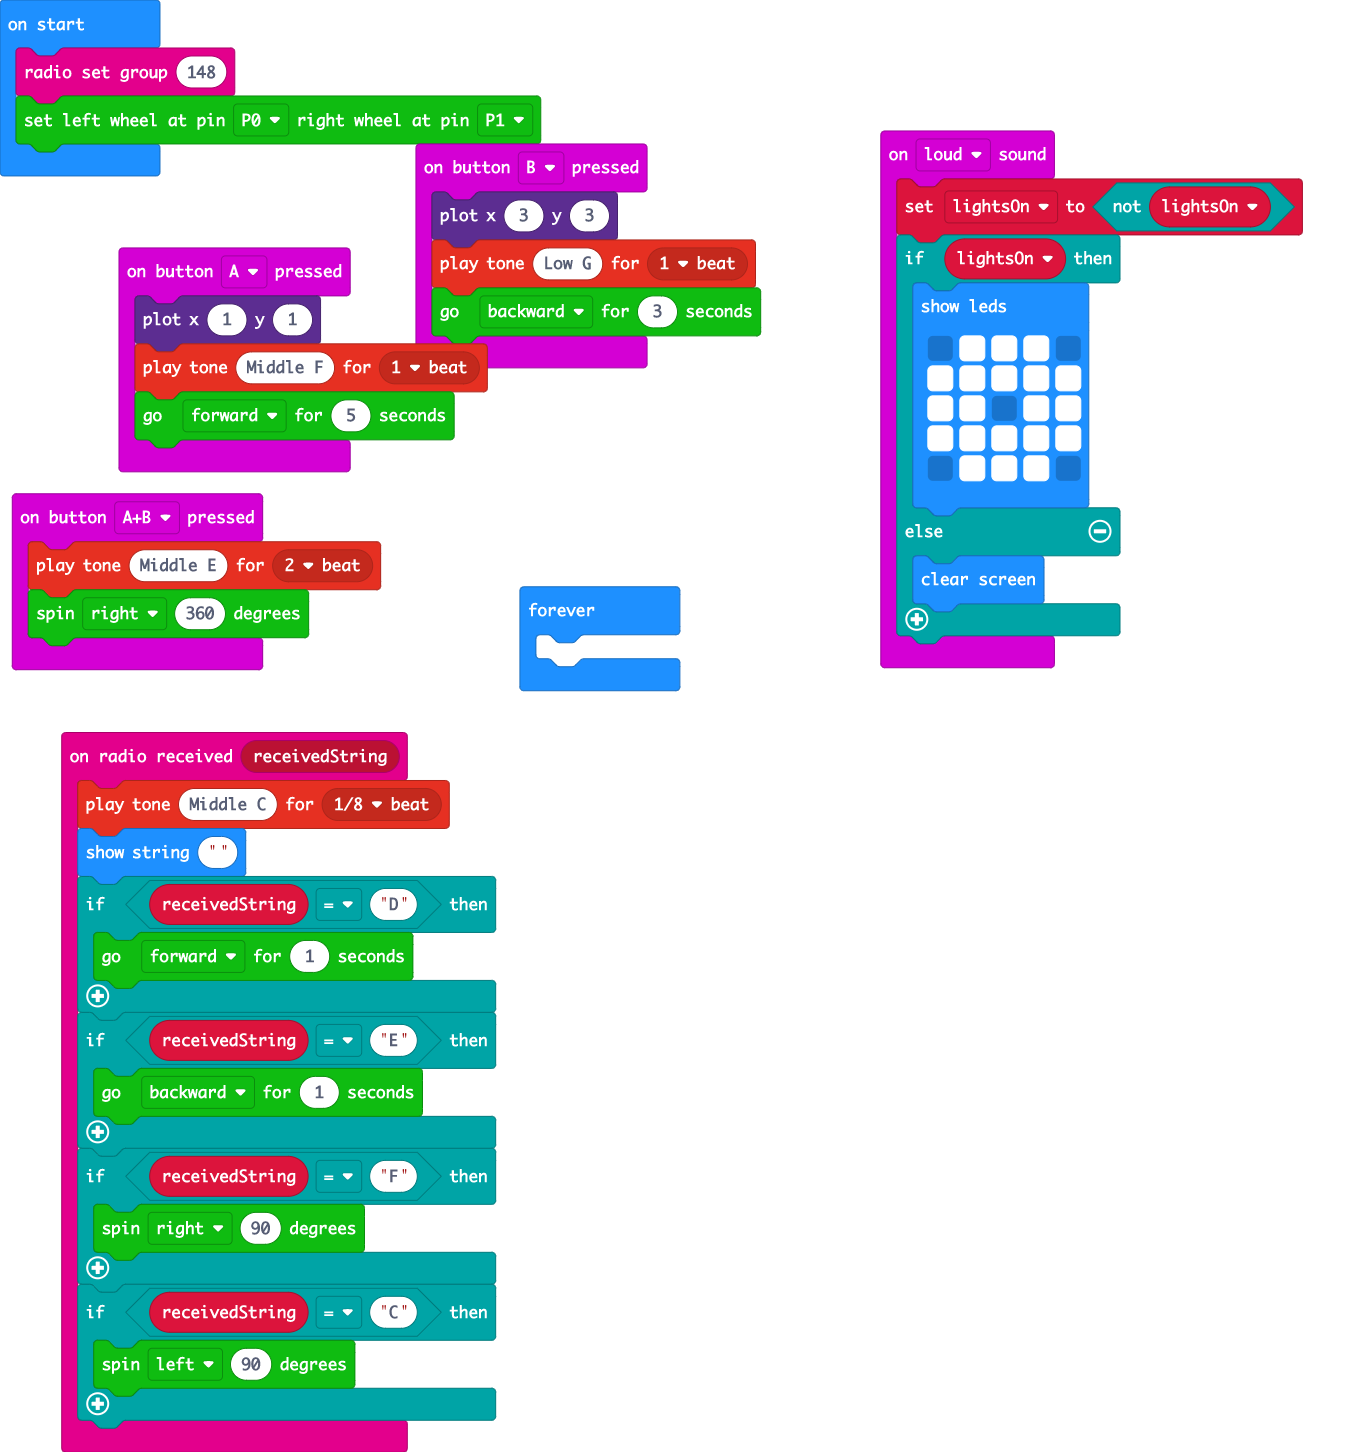 on start
radio set group 148
set left wheel at pin P0 right wheel at pin P1
on button B pressed
plot x 3 y 3
play tone Low G for 1 beat
go backward for 3 seconds
on button A pressed
plot x 1 y 1
play tone Middle F for 1 beat
go forward for 5 seconds
on button A+B pressed
play tone Middle E for 2 beat
spin right 360 degrees
forever
on loud sound
set lightsOn to not lightsOn
if lightsOn then
show leds
else
clear screen
on radio received receivedString
play tone Middle C for 1/8 beat
show string " "
if receivedString = "D" then
go forward for 1 seconds
if receivedString = "E" then
go backward for 1 seconds
if receivedString = "F" then
spin right 90 degrees
if receivedString = "C" then
spin left 90 degrees